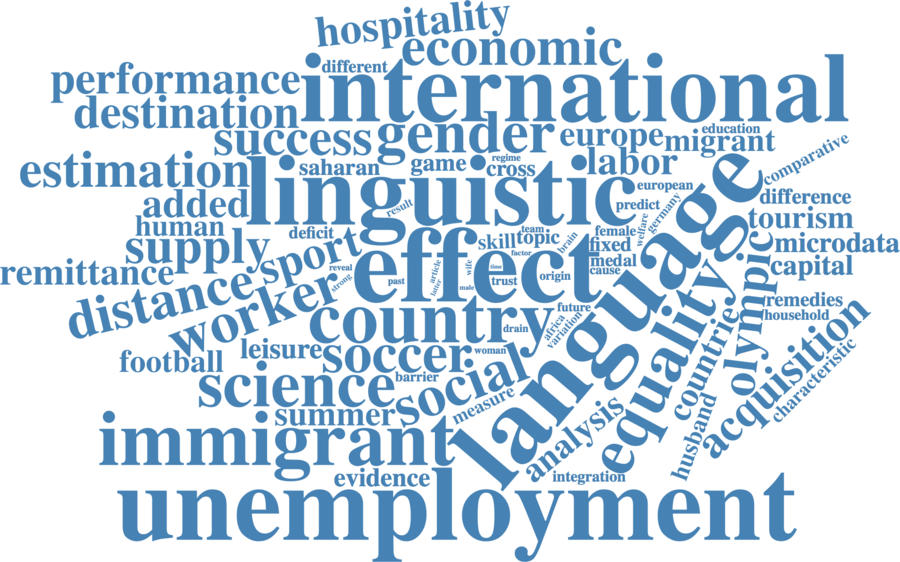 hospitality
economic
different
performance
international
destination
success
gender
europe
education
migrant
saharan
game
regime
cross
labor
comparative
estimation
linguistic
european
difference
added
result
predict
germany
tourism
human
deficit
welfare
female
supply
sport
effect
skill
team
topic
factor
brain
fixed
microdata
remittance
reveal
strong
past
article
latter
wife
male
time
trust
origin
medal
cause
capital
distance
language
olympic
worker
country
future
africa
variation
remedies
household
drain
equality
countries
football
leisure
soccer
woman
acquisition
science
barrier
characteristic
social
measure
summer
analysis
husband
immigrant
evidence
integration
unemployment